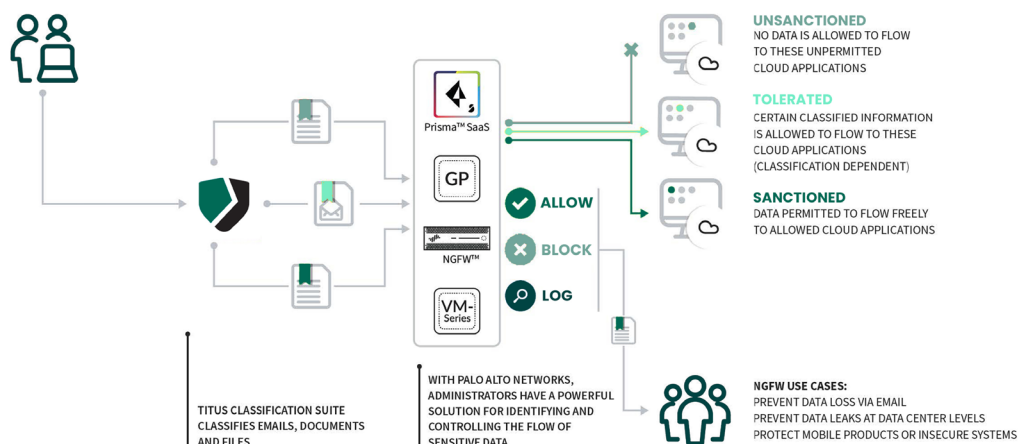 UNSANCTIONED
NO DATA IS ALLOWED TO FLOW
TO THESE UNPERMITTED
CLOUD APPLICATIONS
TOLERATED
CERTAIN CLASSIFIED INFORMATION
IS ALLOWED TO FLOW TO THESE
CLOUD APPLICATIONS
(CLASSIFICATION DEPENDENT)
SANCTIONED
DATA PERMITTED TO FLOW FREELY
TO ALLOWED CLOUD APPLICATIONS
S
Prisma™ SaaS
GP
NGFW™
VM-
Series
ALLOW
BLOCK
LOG
TITUS CLASSIFICATION SUITE
CLASSIFIES EMAILS, DOCUMENTS
AND FILES
WITH PALO ALTO NETWORKS,
ADMINISTRATORS HAVE A POWERFUL
SOLUTION FOR IDENTIFYING AND
CONTROLLING THE FLOW OF
SENSITIVE DATA
NGFW USE CASES:
PREVENT DATA LOSS VIA EMAIL
PREVENT DATA LEAKS AT DATA CENTER LEVELS
PROTECT MOBILE PRODUCTS OR INSECURE SYSTEMS